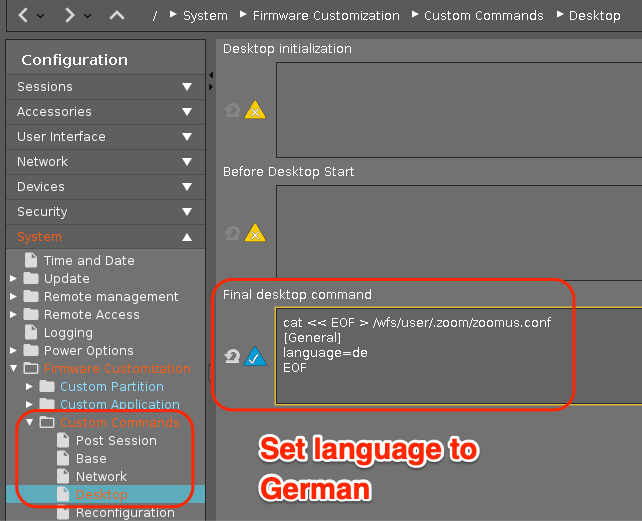 / System Firmware Customization Custom Commands Desktop
Configuration
Sessions
Accessories
User Interface
Network
Devices
Security
System
Time and Date
Update
Remote management
Remote Access
Logging
Power Options
Firmware Customization
Custom Partition
Custom Application
Custom Commands
Post Session
Base
Network
Desktop
Reconfiguration
Desktop initialization
Before Desktop Start
Final desktop command
cat << EOF > /wfs/user/.zoom/zoomus.conf
[General]
language=de
EOF
Set language to
German